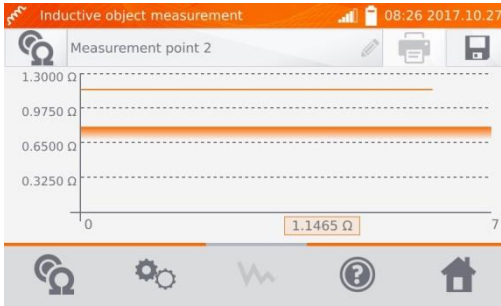 Inductive object measurement 08:26 2017.10.27
Measurement point 2
1.3000 Ω
0.9750 Ω
0.6500 Ω
0.3250 Ω
0 1.1465 Ω 7